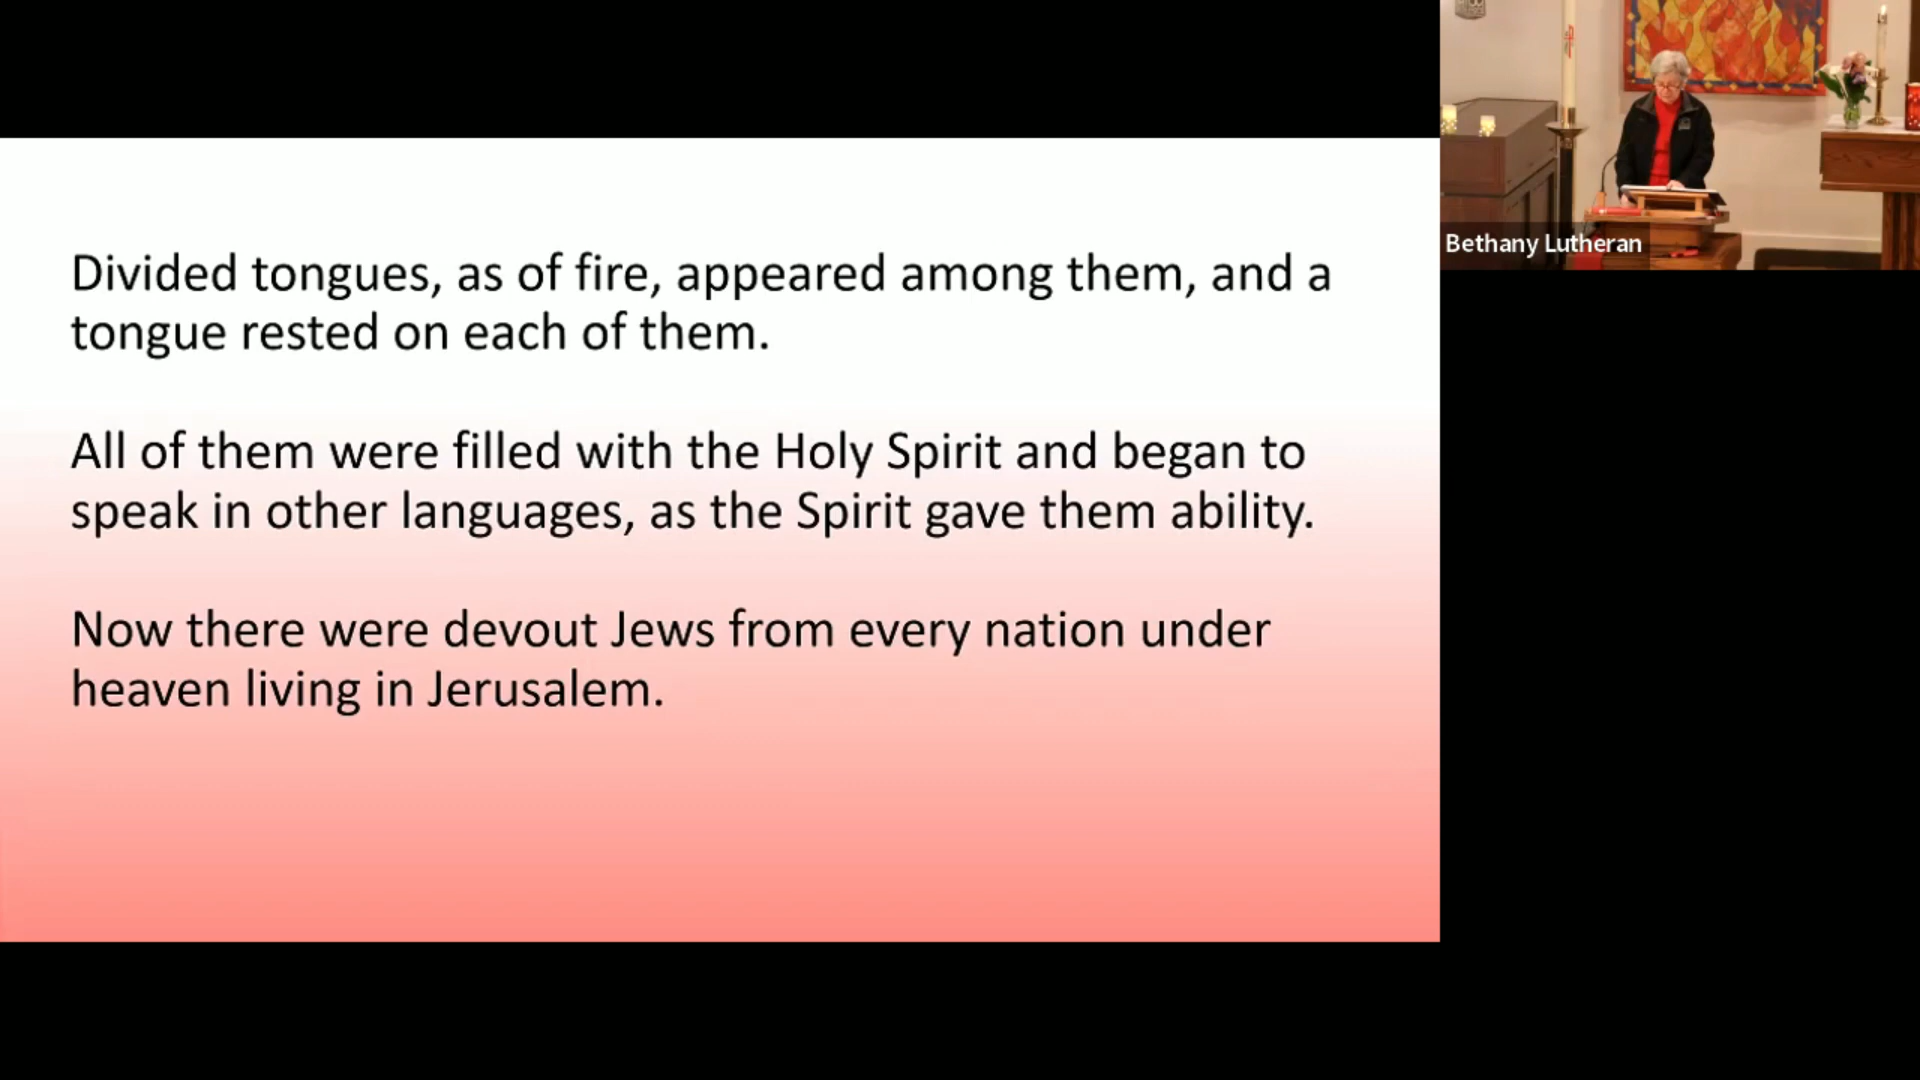 Divided tongues, as of fire, appeared among them, and a
tongue rested on each of them.
All of them were filled with the Holy Spirit and began to
speak in other languages, as the Spirit gave them ability.
Now there were devout Jews from every nation under
heaven living in Jerusalem.
Bethany Lutheran